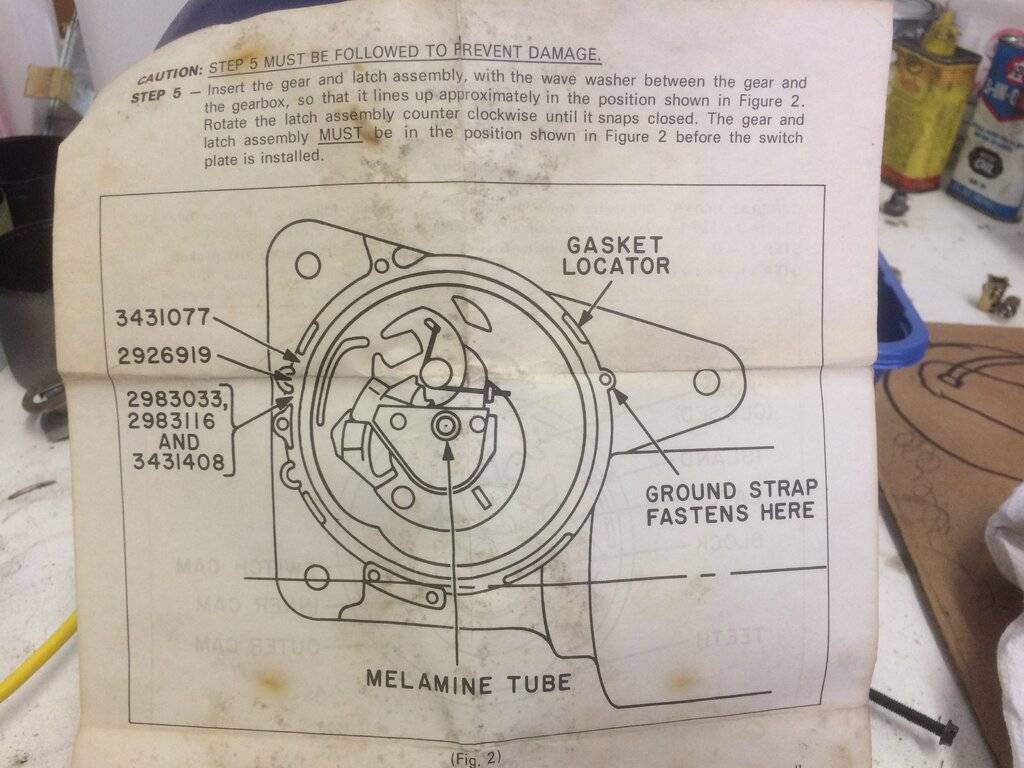 CAUTION: STEP 5 MUST BE FOLLOWED TO PREVENT DAMAGE.
STEP 5 — Insert the gear and latch assembly, with the wave washer between the gear and
the gearbox, so that it lines up approximately in the position shown in Figure 2.
Rotate the latch assembly counter clockwise until it snaps closed. The gear and
latch assembly MUST be in the position shown in Figure 2 before the switch
plate is installed.
GASKET
LOCATOR
3431077
2926919
2983033,
2983116
AND
3431408
GROUND STRAP
FASTENS HERE
MELAMINE TUBE
(Fig. 2)
OIL